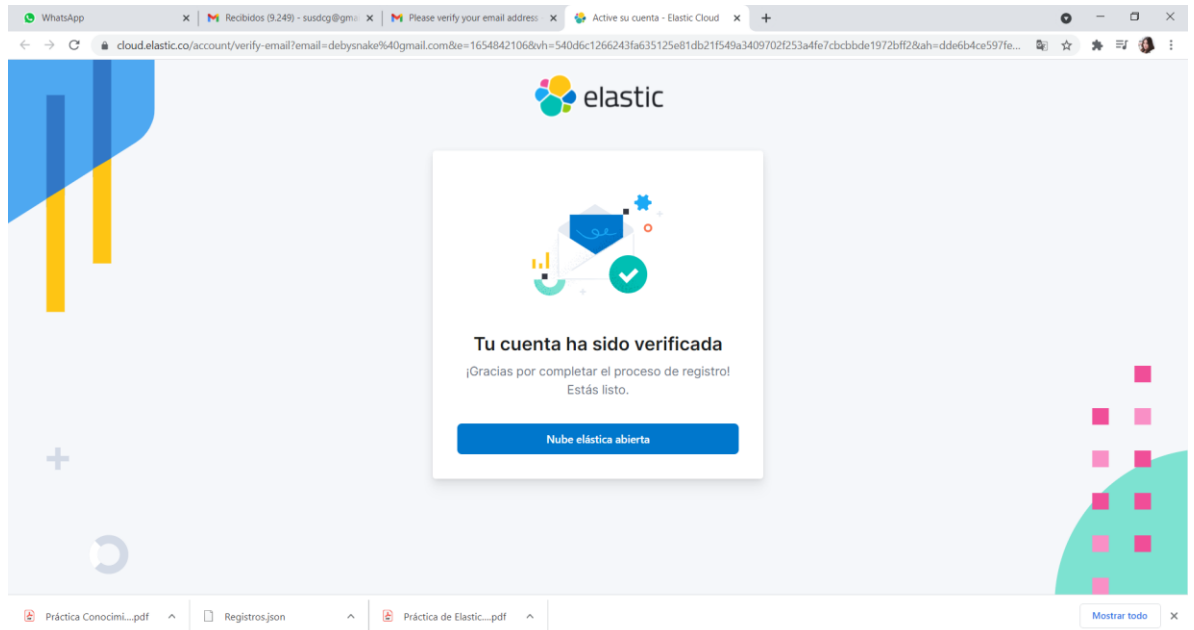 WhatsApp
Recibidos (9.249) - susdcg@gma
Please verify your email address
Active su cuenta - Elastic Cloud
cloud.elastic.co/account/verify-email?email=debysnake%40gmail.com&e=1654842106&vh=540d6c1266243fa635125e81db21f549a3409702f253a4fe7cbcbbde1972bff2&ah=dde6b4ce597fe...
elastic
Tu cuenta ha sido verificada
¡Gracias por completar el proceso de registro!
Estás listo.
Nube elástica abierta
Práctica Conocimi....pdf
Registros.json
Práctica de Elastic....pdf
Mostrar todo